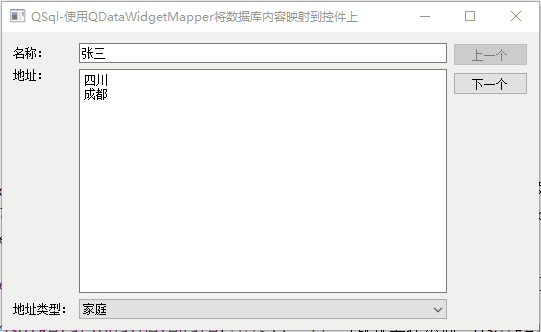 QSql-使用QDataWidgetMapper将数据库内容映射到控件上
名称: 张三 上一个
地址: 四川 下一个
成都
地址类型: 家庭